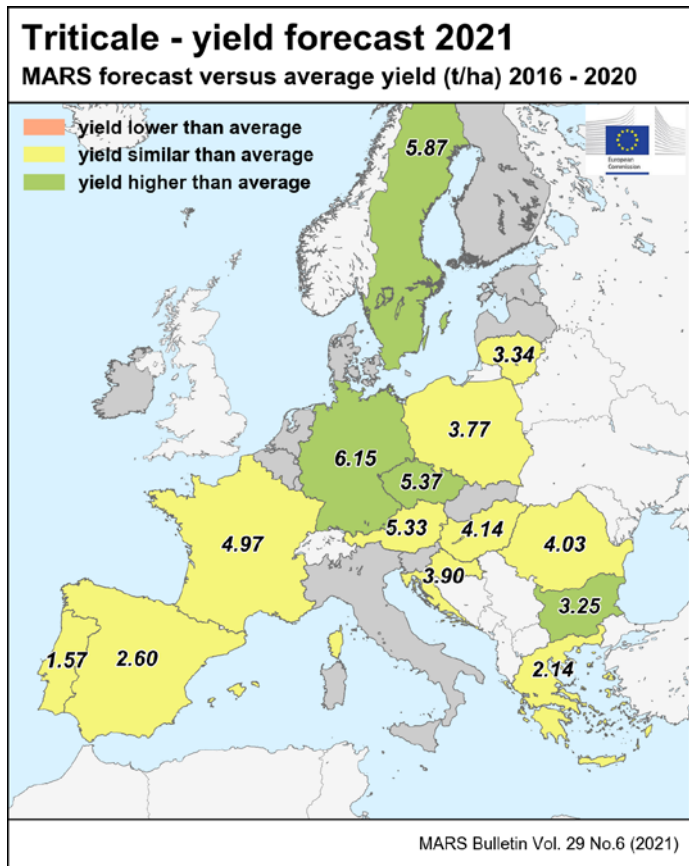 Triticale - yield forecast 2021
MARS forecast versus average yield (t/ha) 2016 - 2020
yield lower than average
yield similar than average
yield higher than average
European
Commission
5.87
3.34
3.77
6.15
5.37
5.33
4.14
4.97
4.03
3.90
3.25
1.57
2.60
2.14
MARS Bulletin Vol. 29 No.6 (2021)